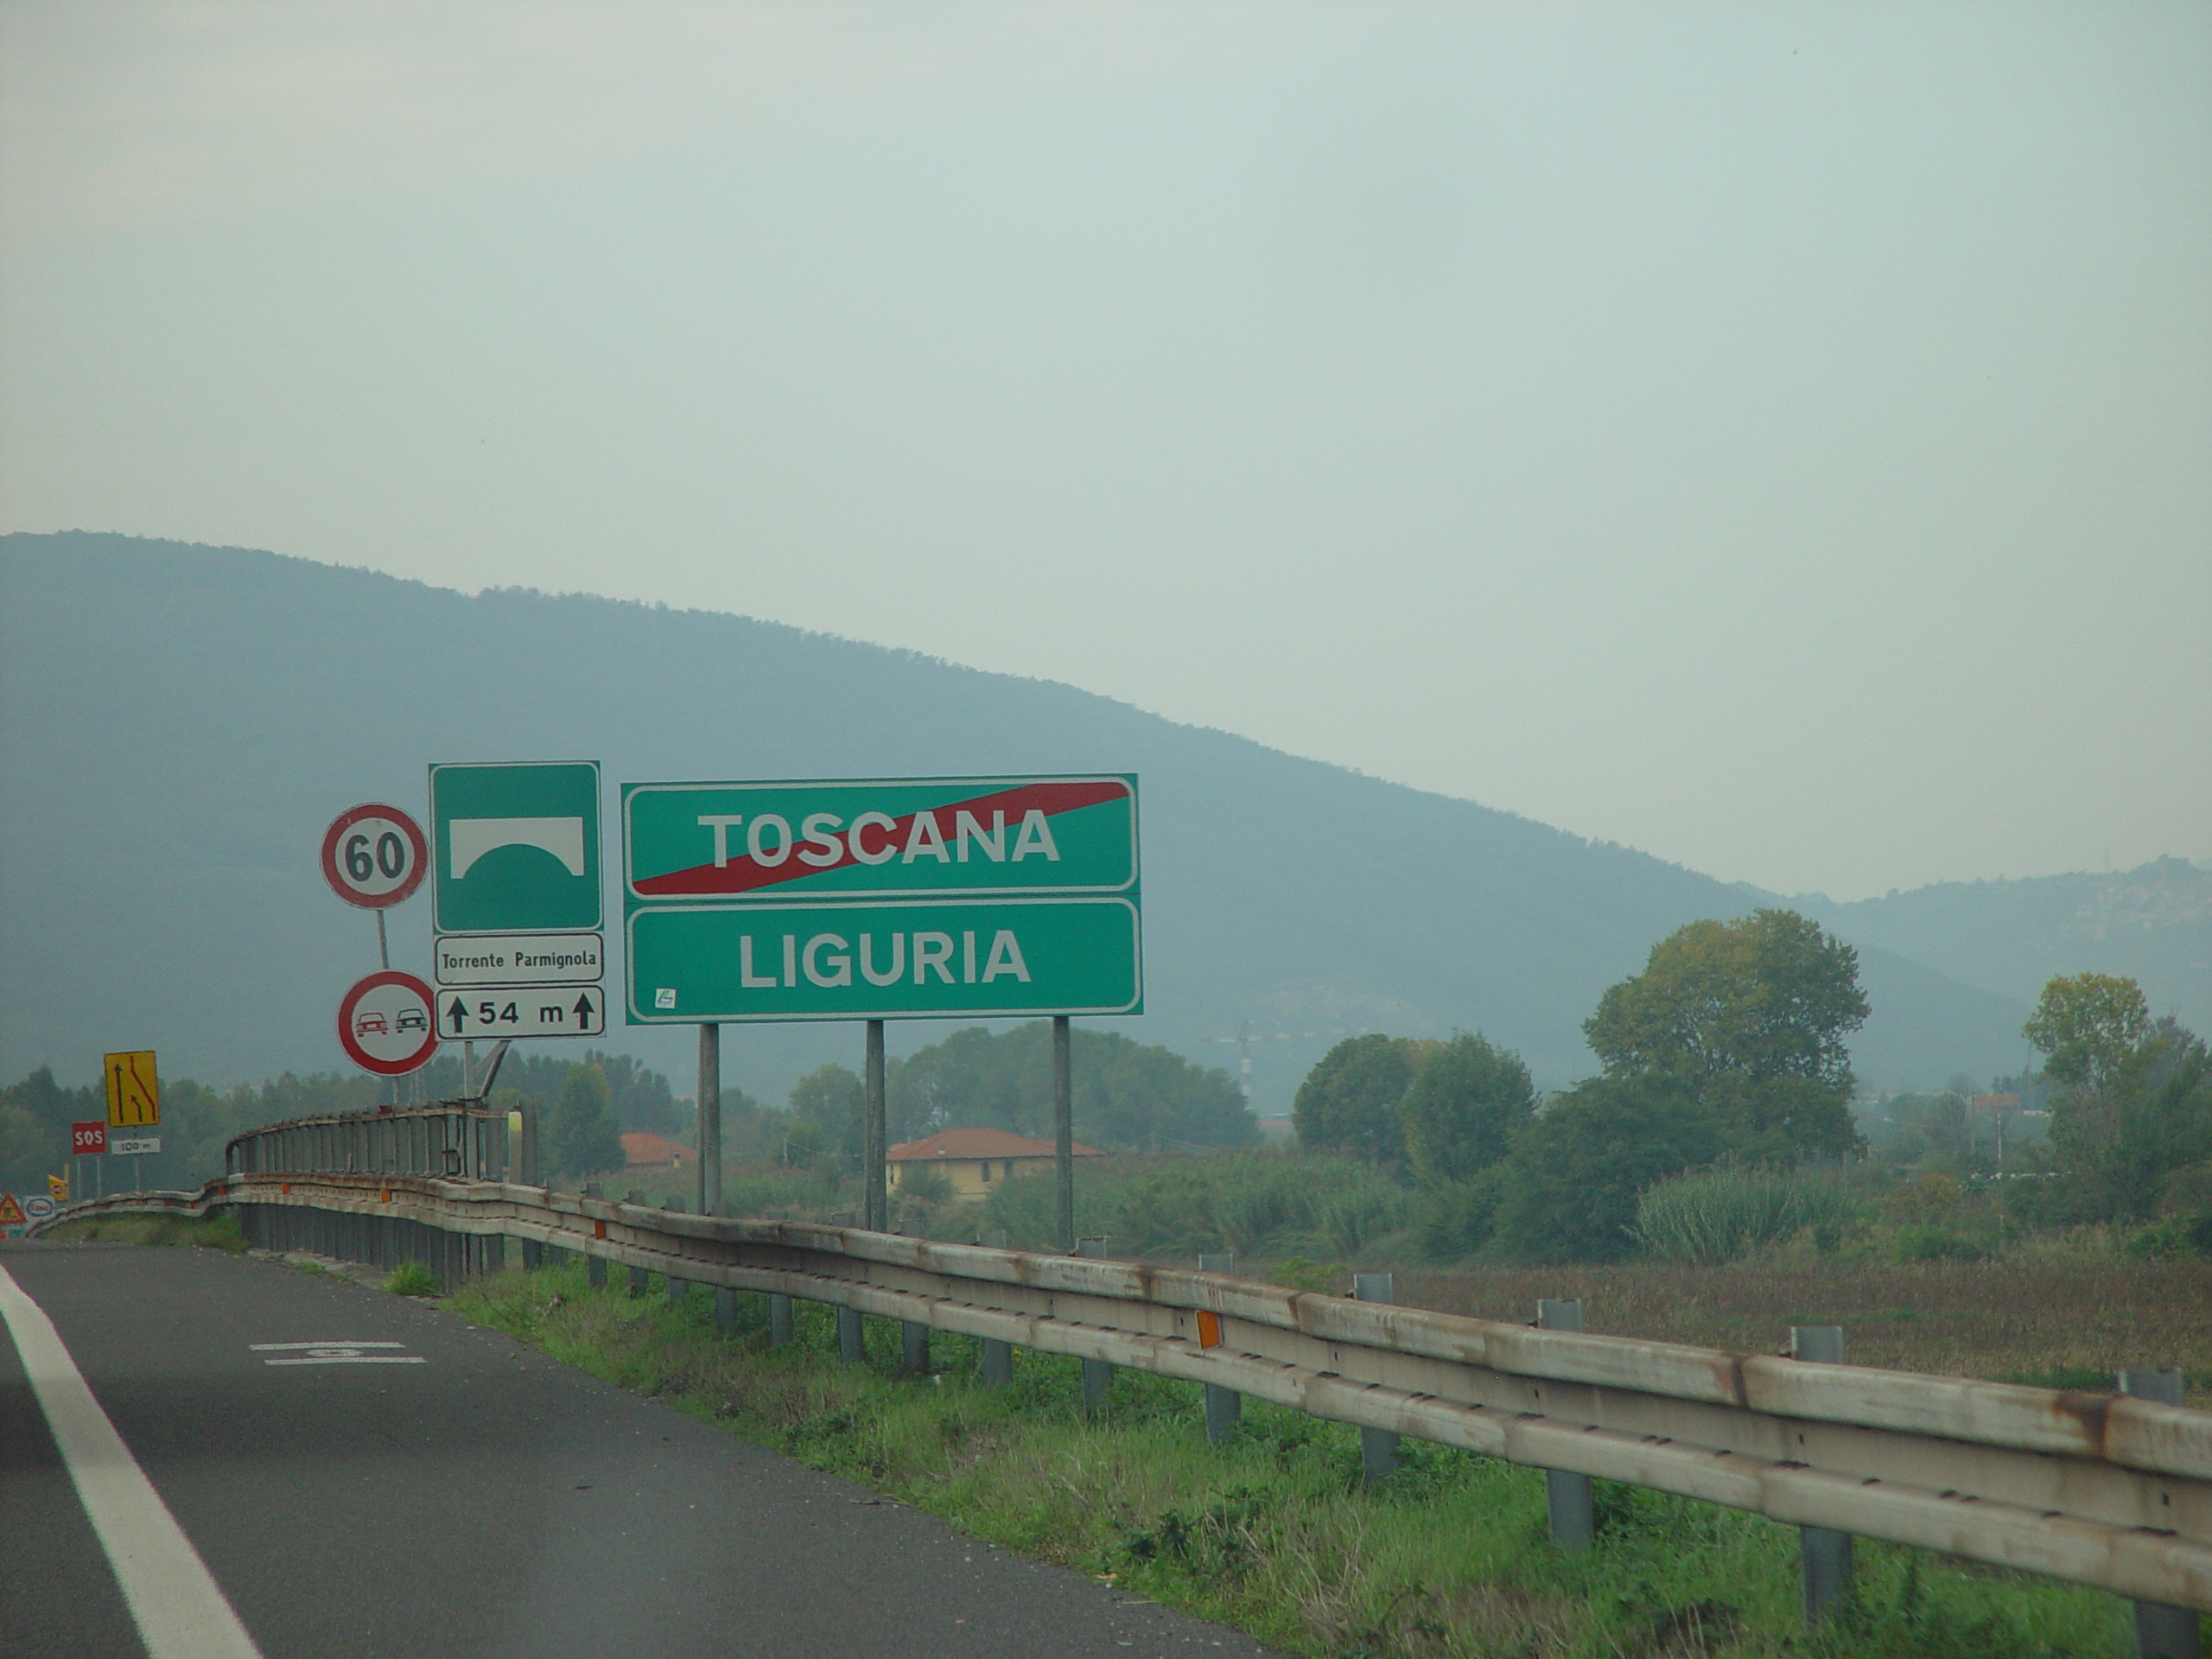 60
TOSCANA
LIGURIA
Torrente Parmignola
54 m
SOS
100 m